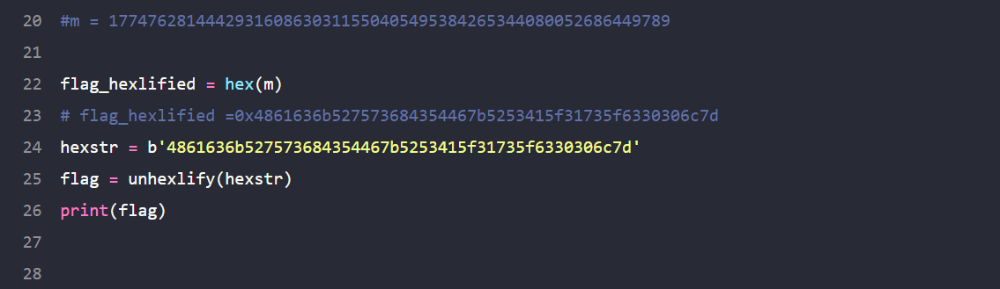 20 #m = 1774762814442931608630311550405495384265344080052686449789
21
22 flag_hexlified = hex(m)
23 # flag_hexlified =0x4861636b527573684354467b5253415f31735f6330306c7d
24 hexstr = b'4861636b527573684354467b5253415f31735f6330306c7d'
25 flag = unhexlify(hexstr)
26 print(flag)
27
28